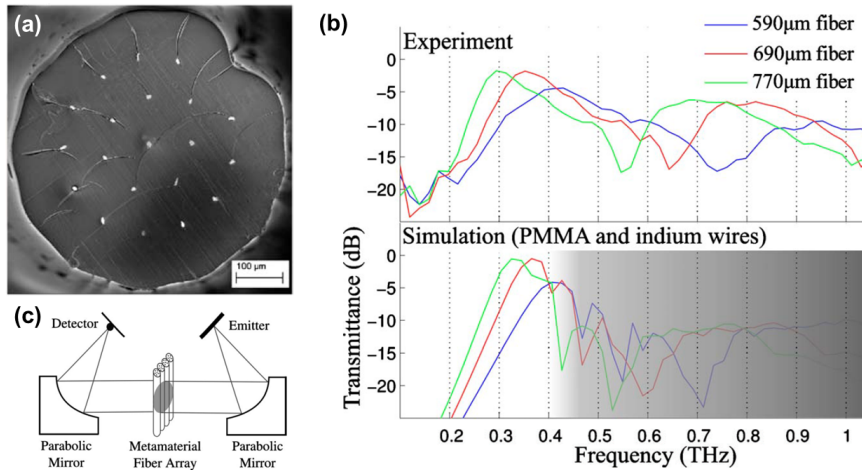 (a)
100 µm
(b)
590µm fiber
690µm fiber
770µm fiber
Experiment
0
−5
−10
−15
−20
Simulation (PMMA and indium wires)
0
−5
−10
−15
−20
Transmittance (dB)
0.2 0.3 0.4 0.5 0.6 0.7 0.8 0.9 1
Frequency (THz)
(c)
Detector
Emitter
Parabolic
Mirror
Metamaterial
Fiber Array
Parabolic
Mirror